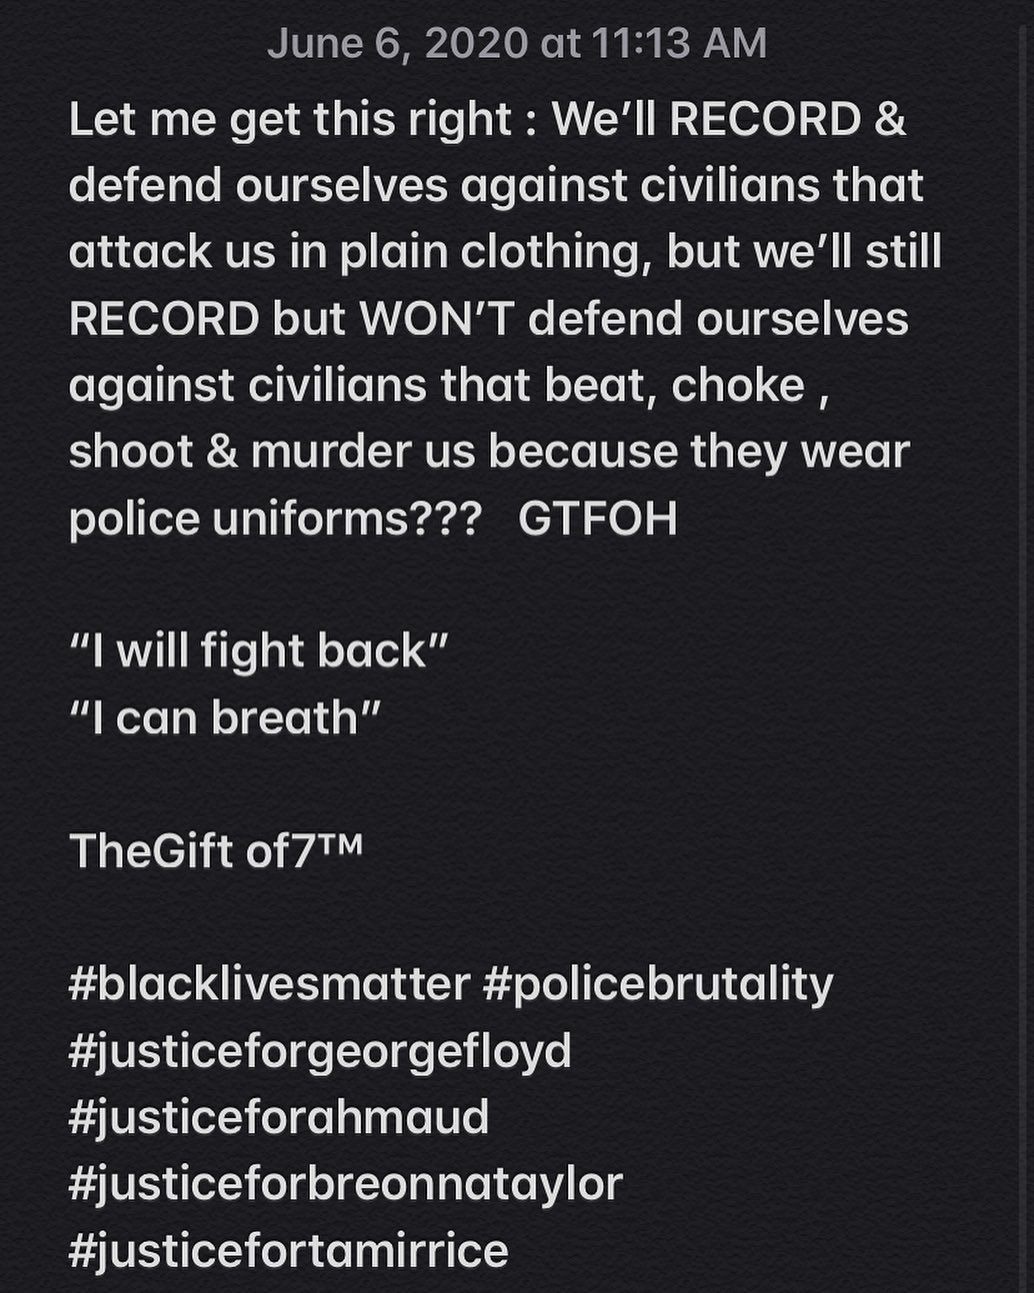 June 6, 2020 at 11:13 AM
Let me get this right : We’ll RECORD &
defend ourselves against civilians that
attack us in plain clothing, but we’ll still
RECORD but WON’T defend ourselves
against civilians that beat, choke ,
shoot & murder us because they wear
police uniforms??? GTFOH
“I will fight back”
“I can breath”
TheGift of7™
#blacklivesmatter #policebrutality
#justiceforgeorgefloyd
#justiceforahmaud
#justiceforbreonnataylor
#justicefortamirrice